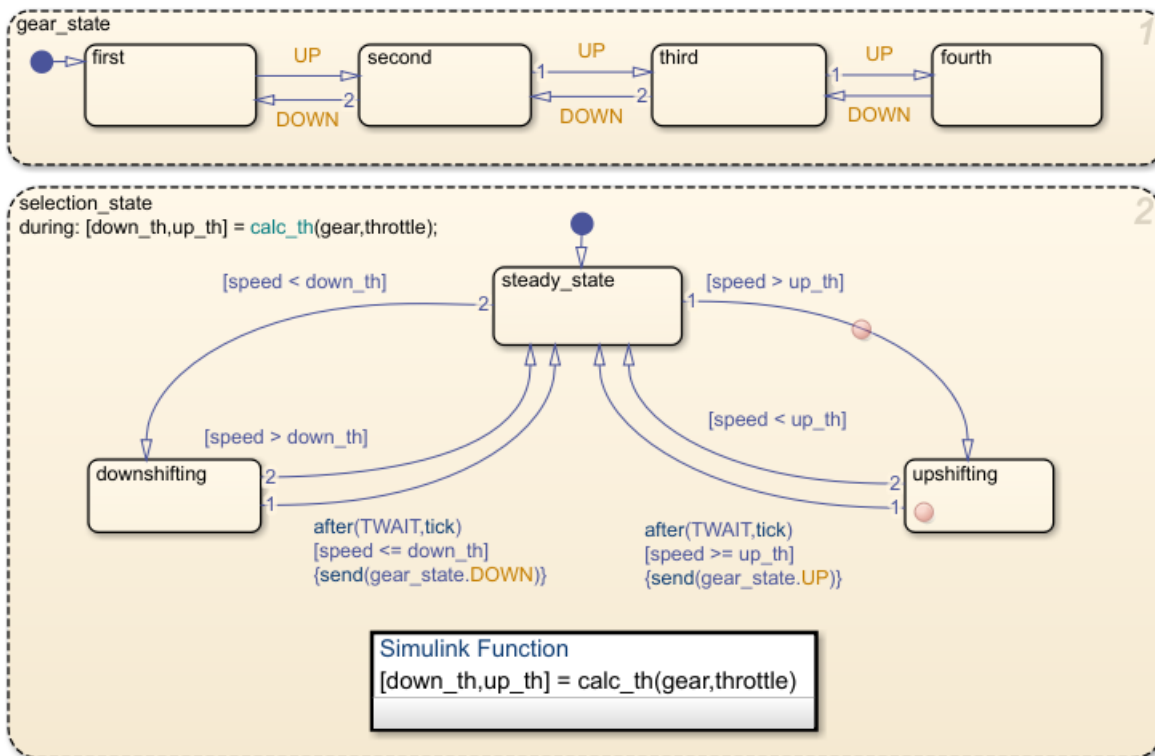 gear_state
1
first
UP
second
1
UP
third
1
UP
fourth
2
DOWN
2
DOWN
DOWN
selection_state
2
during: [down_th,up_th] = calc_th(gear,throttle);
[speed < down_th]
2
steady_state
1
[speed > up_th]
[speed > down_th]
[speed < up_th]
downshifting
2
1
2
1
upshifting
after(TWAIT,tick)
[speed <= down_th]
{send(gear_state.DOWN)}
after(TWAIT,tick)
[speed >= up_th]
{send(gear_state.UP)}
Simulink Function
[down_th,up_th] = calc_th(gear,throttle)